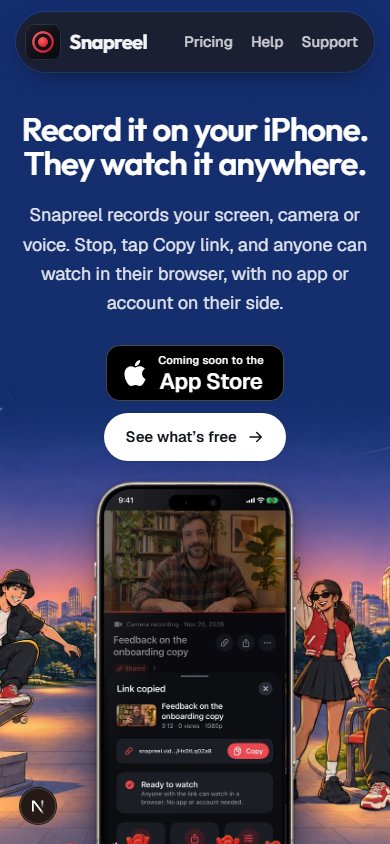 Snapreel Pricing Help Support
Record it on your iPhone.
They watch it anywhere.
Snapreel records your screen, camera or
voice. Stop, tap Copy link, and anyone can
watch in their browser, with no app or
account on their side.
Coming soon to the
App Store
See what’s free →
9:41
Camera recording · Nov 20, 2026
Feedback on the
onboarding copy
Shared
Link copied
Feedback on the
onboarding copy
3:12 · 0 views · 1080p
Copy
Ready to watch
Anyone with the link can watch in a
browser. No app or account needed.
N